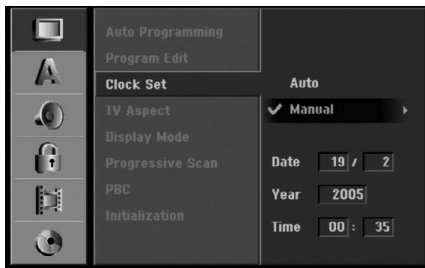 Auto Programming
Program Edit
Clock Set
TV Aspect
Display Mode
Progressive Scan
PBC
Initialization
Auto
Manual
Date 19 / 2
Year 2005
Time 00 : 35
A